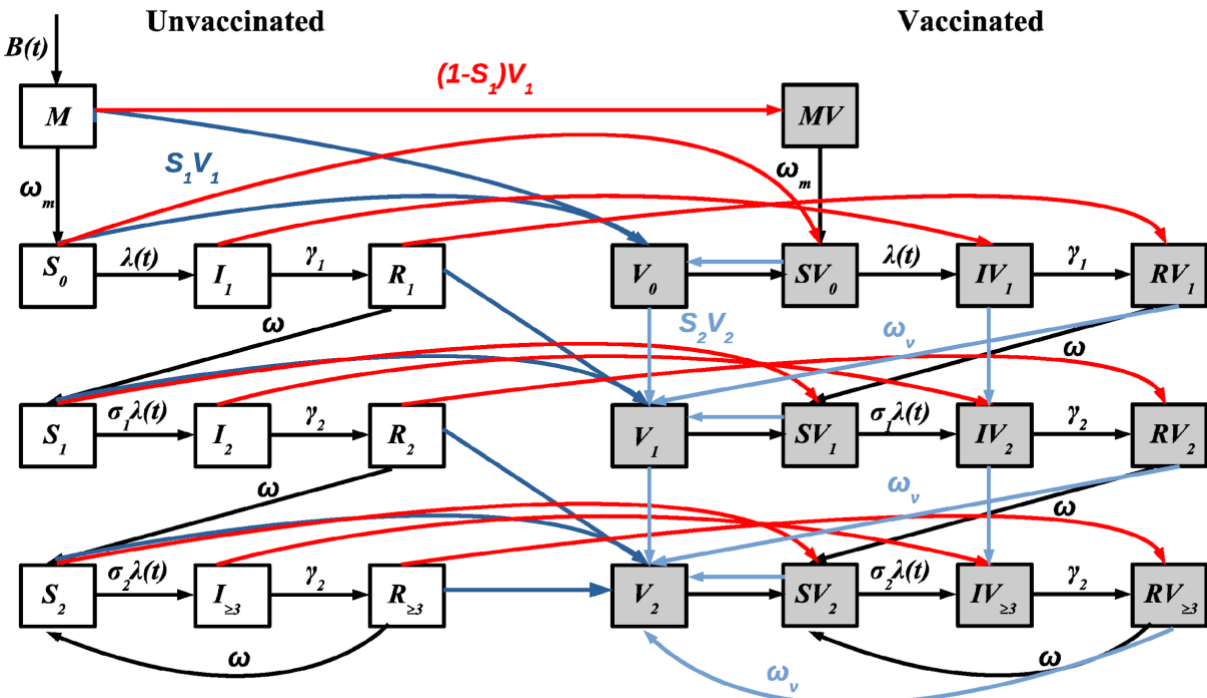 Unvaccinated
Vaccinated
B(t)
(1-S₁)V₁
M
MV
S₁V₁
ωₘ
ωₘ
S₀
λ(t)
I₁
γ₁
R₁
V₀
SV₀
λ(t)
IV₁
γ₁
RV₁
ω
S₂V₂
ωᵥ
ω
S₁
σ₁λ(t)
I₂
γ₂
R₂
V₁
SV₁
σ₁λ(t)
IV₂
γ₂
RV₂
ω
ωᵥ
ω
S₂
σ₂λ(t)
I≥₃
γ₂
R≥₃
V₂
SV₂
σ₂λ(t)
IV≥₃
γ₂
RV≥₃
ω
ωᵥ
ω